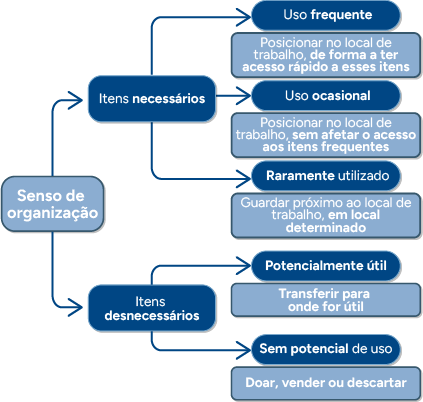 Uso frequente
Posicionar no local de
trabalho, de forma a ter
acesso rápido a esses itens
Itens necessários
Uso ocasional
Posicionar no local de
trabalho, sem afetar o acesso
aos itens frequentes
Raramente utilizado
Guardar próximo ao local de
trabalho, em local
determinado
Senso de
organização
Potencialmente útil
Transferir para
onde for útil
Itens
desnecessários
Sem potencial de uso
Doar, vender ou descartar